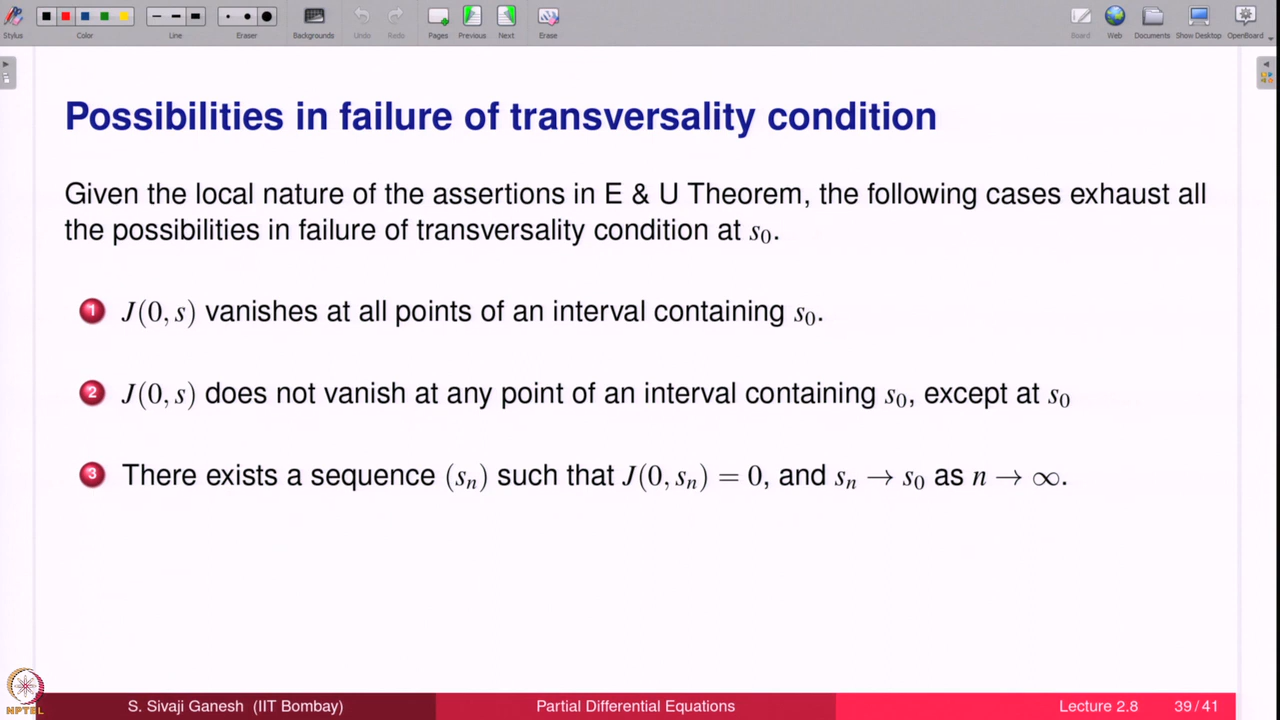 Stylus Color Line Eraser Backgrounds Undo Redo Pages Previous Next Erase Board Web Documents Show Desktop OpenBoard
Possibilities in failure of transversality condition
Given the local nature of the assertions in E & U Theorem, the following cases exhaust all
the possibilities in failure of transversality condition at s₀.
1 J(0, s) vanishes at all points of an interval containing s₀.
2 J(0, s) does not vanish at any point of an interval containing s₀, except at s₀
3 There exists a sequence (sₙ) such that J(0, sₙ) = 0, and sₙ → s₀ as n → ∞.
NPTEL
S. Sivaji Ganesh (IIT Bombay) Partial Differential Equations Lecture 2.8 39 / 41